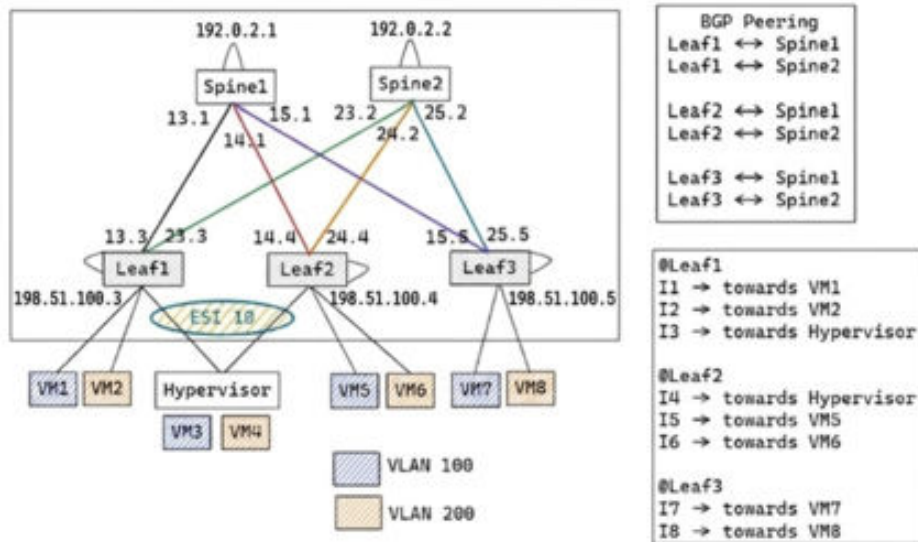 192.0.2.1
192.0.2.2
Spine1
Spine2
13.1
15.1
23.2
25.2
14.1
24.2
13.3
23.3
14.4
24.4
15.5
25.5
Leaf1
Leaf2
Leaf3
198.51.100.3
198.51.100.4
198.51.100.5
ESI 10
VM1
VM2
Hypervisor
VM5
VM6
VM7
VM8
VM3
VM4
VLAN 100
VLAN 200
BGP Peering
Leaf1 ↔ Spine1
Leaf1 ↔ Spine2
Leaf2 ↔ Spine1
Leaf2 ↔ Spine2
Leaf3 ↔ Spine1
Leaf3 ↔ Spine2
@Leaf1
I1 → towards VM1
I2 → towards VM2
I3 → towards Hypervisor
@Leaf2
I4 → towards Hypervisor
I5 → towards VM5
I6 → towards VM6
@Leaf3
I7 → towards VM7
I8 → towards VM8